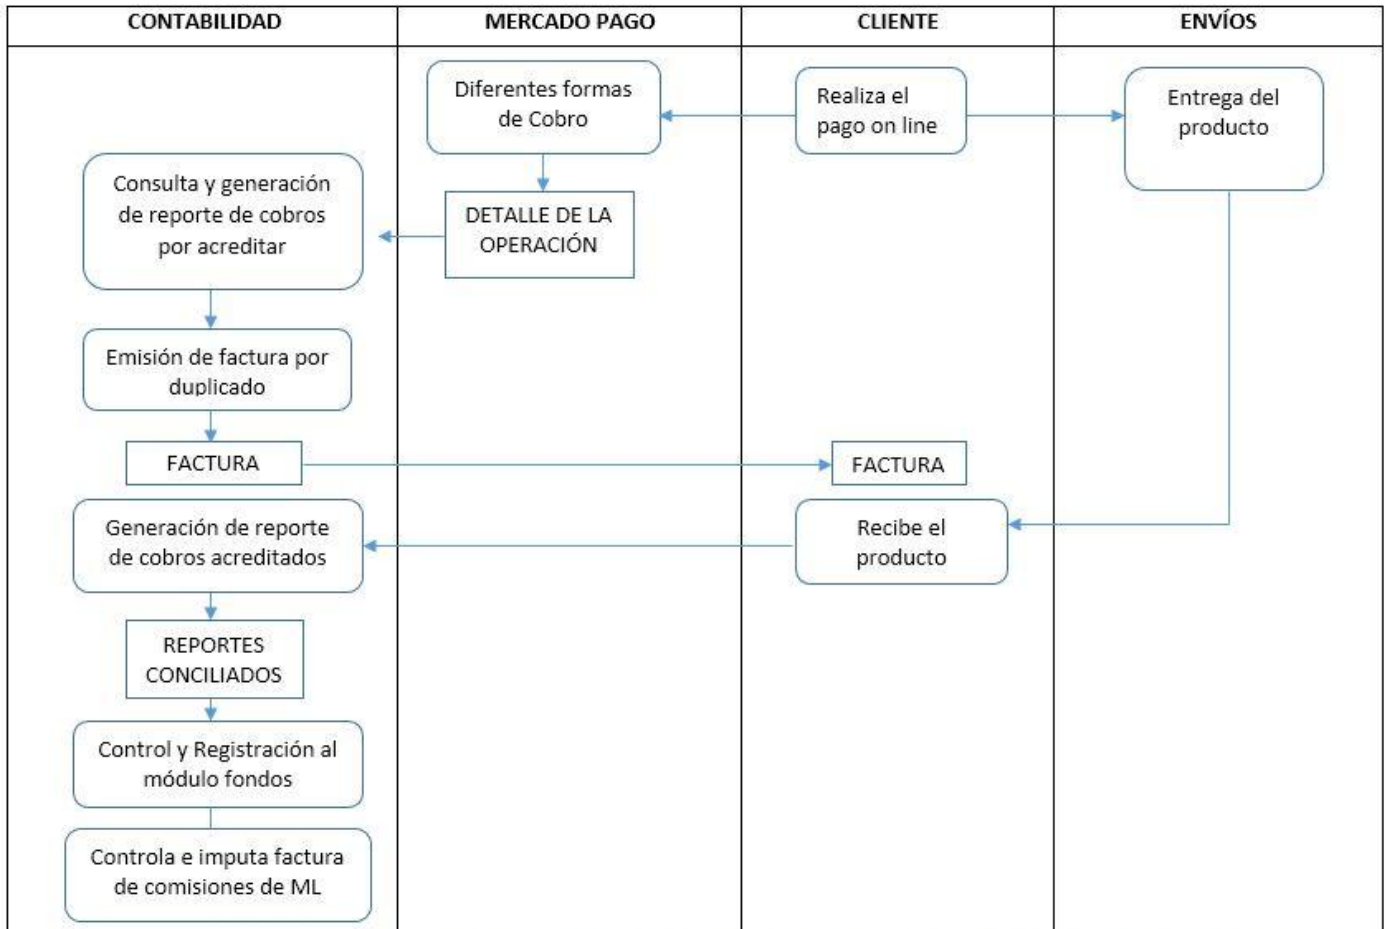 CONTABILIDAD
MERCADO PAGO
CLIENTE
ENVÍOS
Diferentes formas
de Cobro
Realiza el
pago on line
Entrega del
producto
Consulta y generación
de reporte de cobros
por acreditar
DETALLE DE LA
OPERACIÓN
Emisión de factura por
duplicado
FACTURA
FACTURA
Generación de reporte
de cobros acreditados
Recibe el
producto
REPORTES
CONCILIADOS
Control y Registración al
módulo fondos
Controla e imputa factura
de comisiones de ML